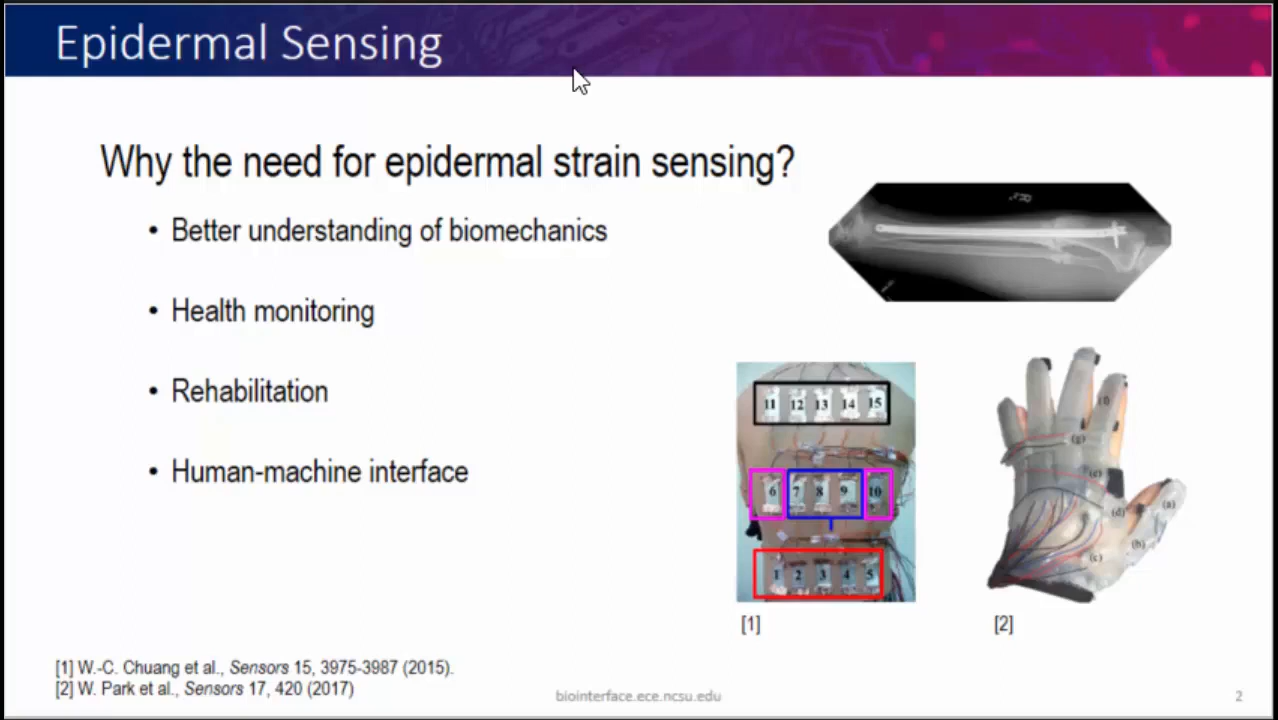 Epidermal Sensing
Why the need for epidermal strain sensing?
• Better understanding of biomechanics
• Health monitoring
• Rehabilitation
• Human-machine interface
11 12 13 14 15
6 7 8 9 10
1 2 3 4 5
[1]
(f)
(g)
(e)
(d)
(a)
(b)
(c)
[2]
[1] W.-C. Chuang et al., Sensors 15, 3975-3987 (2015).
[2] W. Park et al., Sensors 17, 420 (2017)
biointerface.ece.ncsu.edu
2